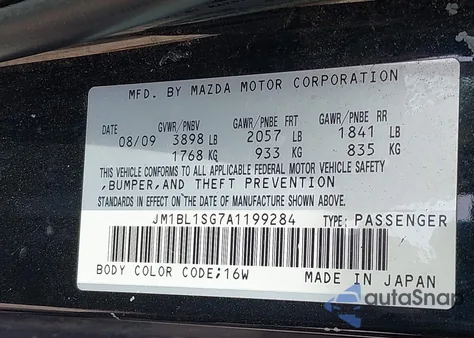 MFD. BY MAZDA MOTOR CORPORATION
GVWR/PNBV GAWR/PNBE FRT GAWR/PNBE RR
08/09 3898 LB 2057 LB 1841 LB
1768 KG 933 KG 835 KG
THIS VEHICLE CONFORMS TO ALL APPLICABLE FEDERAL MOTOR VEHICLE SAFETY
,BUMPER,AND THEFT PREVENTION
STANDARDS IN EFFECT ON THE DATE OF MANUFACTURE SHOWN ABOVE.
JM1BL1SG7A1199284 TYPE: PASSENGER
BODY COLOR CODE;16W MADE IN JAPAN
autoSnap